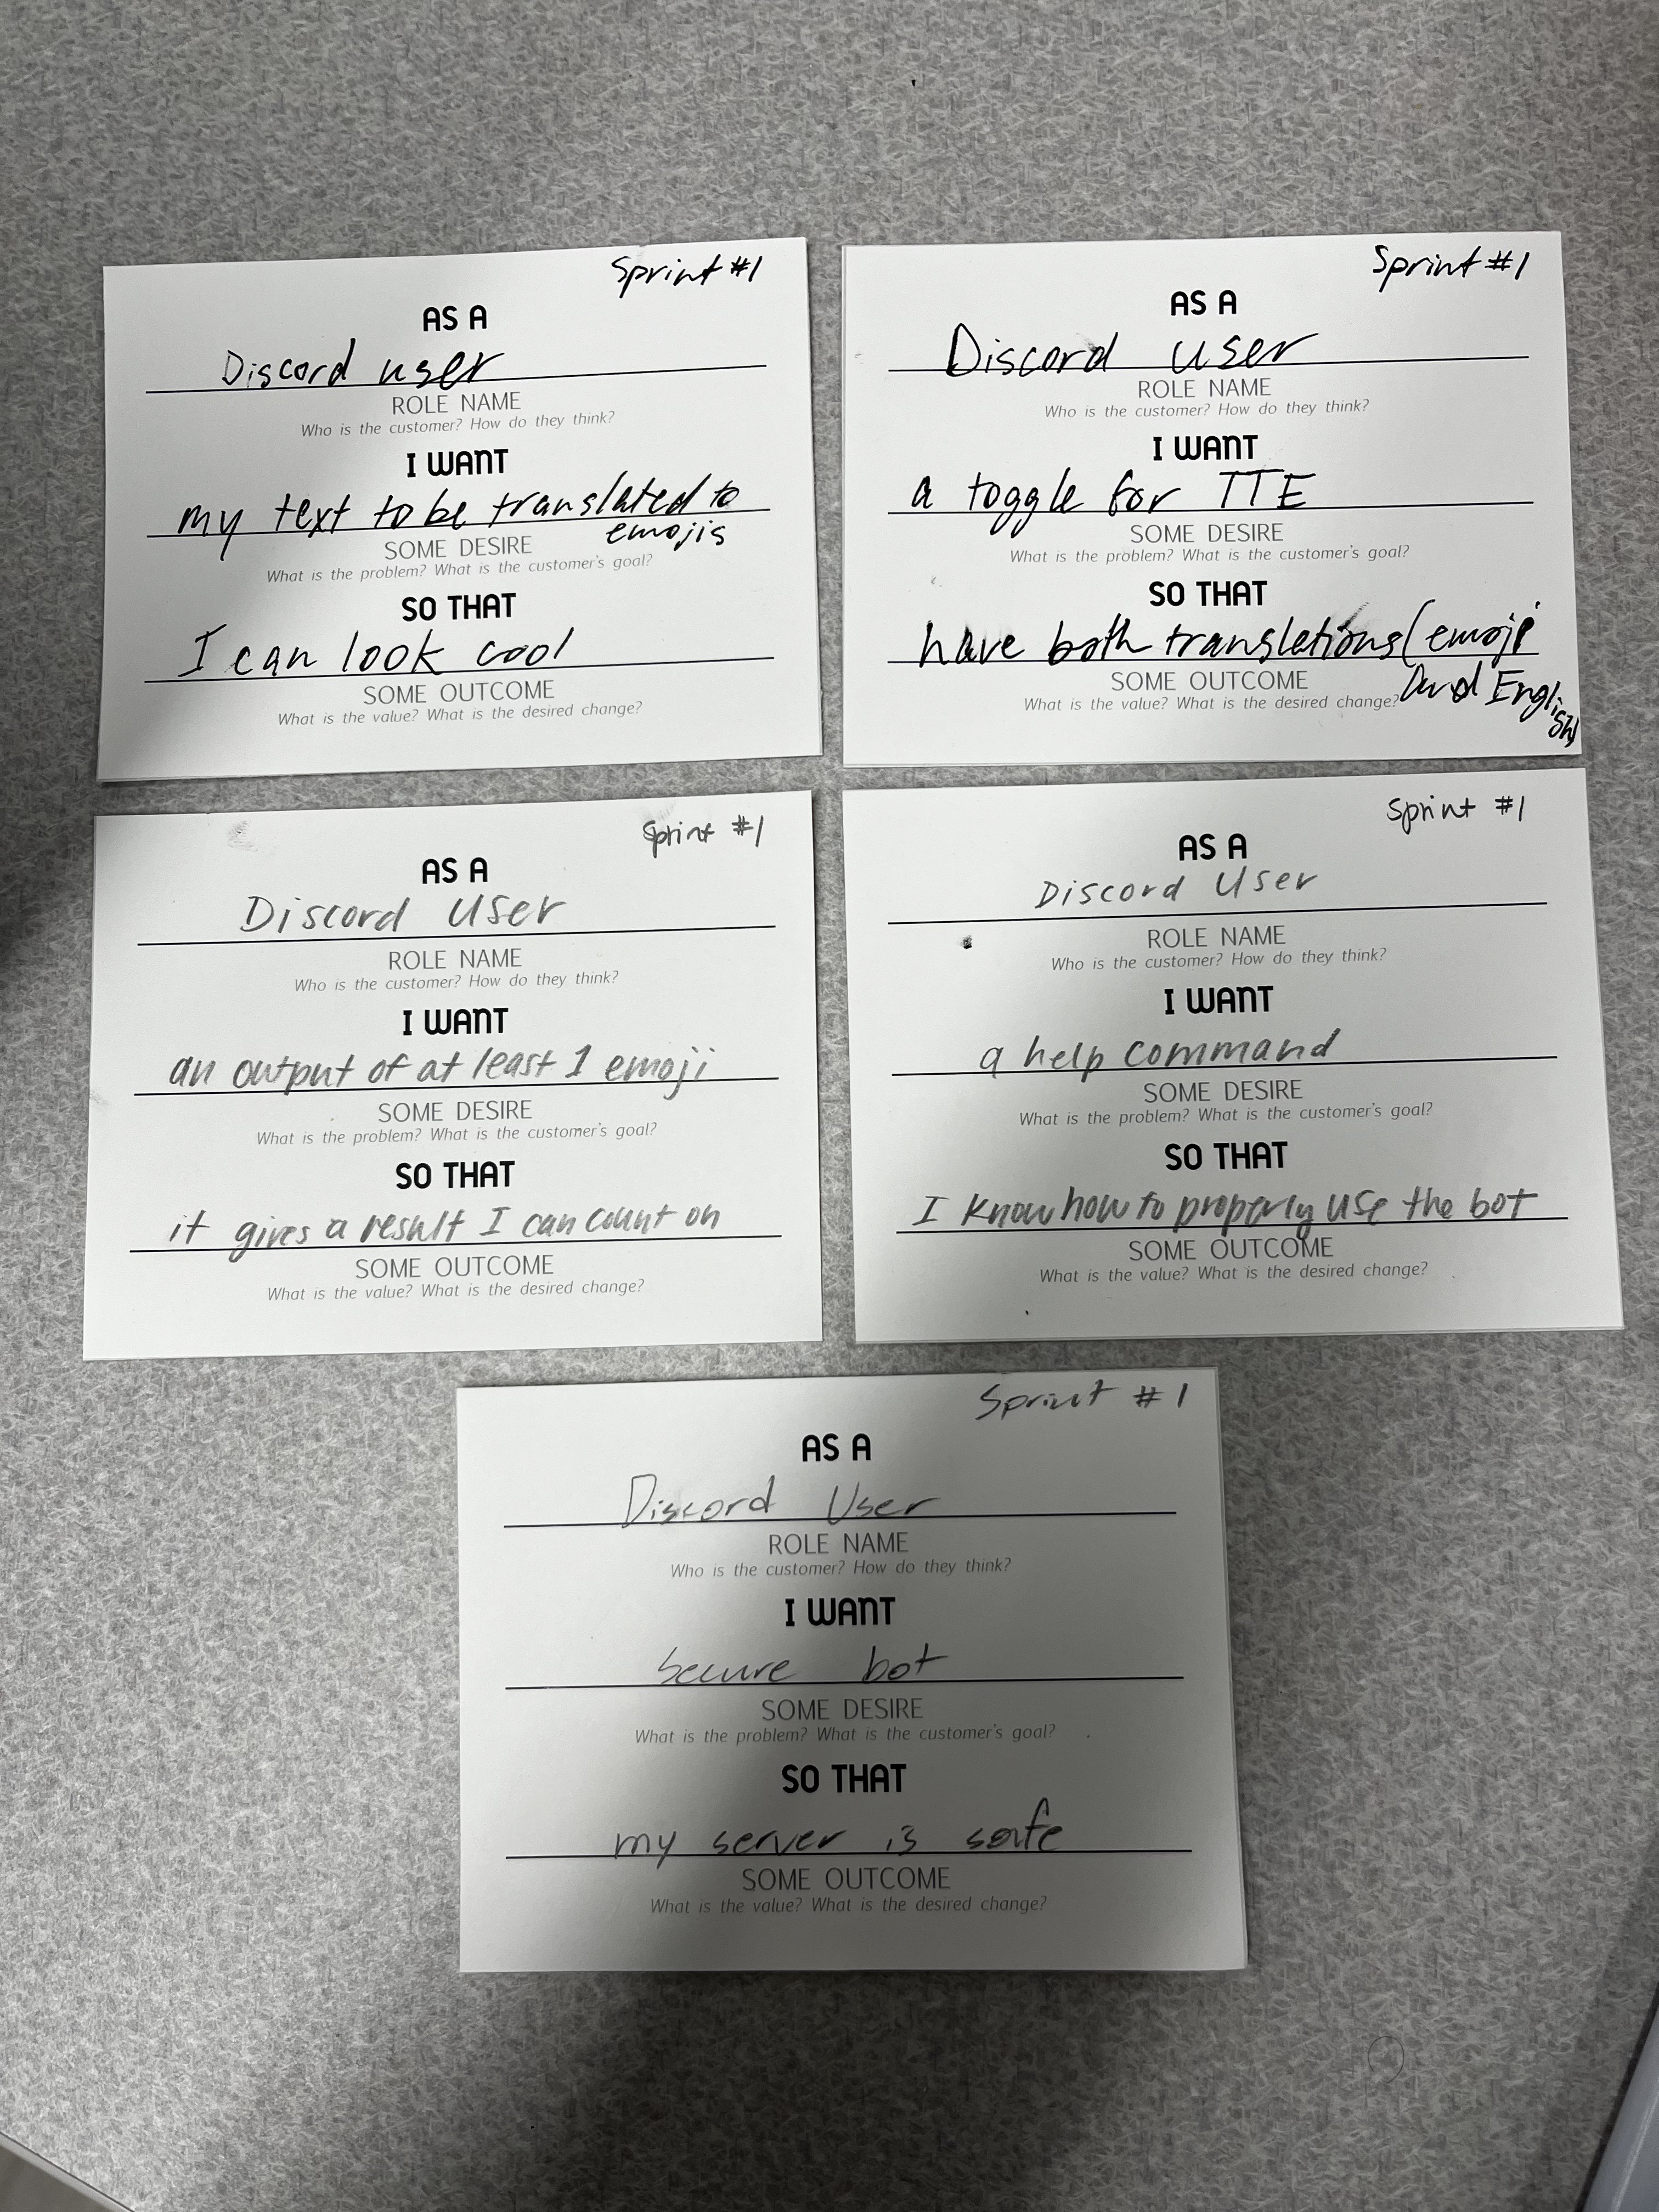 Sprint #1
AS A
Discord user
ROLE NAME
Who is the customer? How do they think?
I WANT
my text to be translated to
emojis
SOME DESIRE
What is the problem? What is the customer's goal?
SO THAT
I can look cool
SOME OUTCOME
What is the value? What is the desired change?
Sprint #1
AS A
Discord user
ROLE NAME
Who is the customer? How do they think?
I WANT
a toggle for TTE
SOME DESIRE
What is the problem? What is the customer's goal?
SO THAT
have both translations (emoji
and English)
SOME OUTCOME
What is the value? What is the desired change?
Sprint #1
AS A
Discord User
ROLE NAME
Who is the customer? How do they think?
I WANT
an output of at least 1 emoji
SOME DESIRE
What is the problem? What is the customer's goal?
SO THAT
it gives a result I can count on
SOME OUTCOME
What is the value? What is the desired change?
Sprint #1
AS A
Discord User
ROLE NAME
Who is the customer? How do they think?
I WANT
a help command
SOME DESIRE
What is the problem? What is the customer's goal?
SO THAT
I know how to properly use the bot
SOME OUTCOME
What is the value? What is the desired change?
Sprint #1
AS A
Discord User
ROLE NAME
Who is the customer? How do they think?
I WANT
secure bot
SOME DESIRE
What is the problem? What is the customer's goal?
SO THAT
my server is safe
SOME OUTCOME
What is the value? What is the desired change?